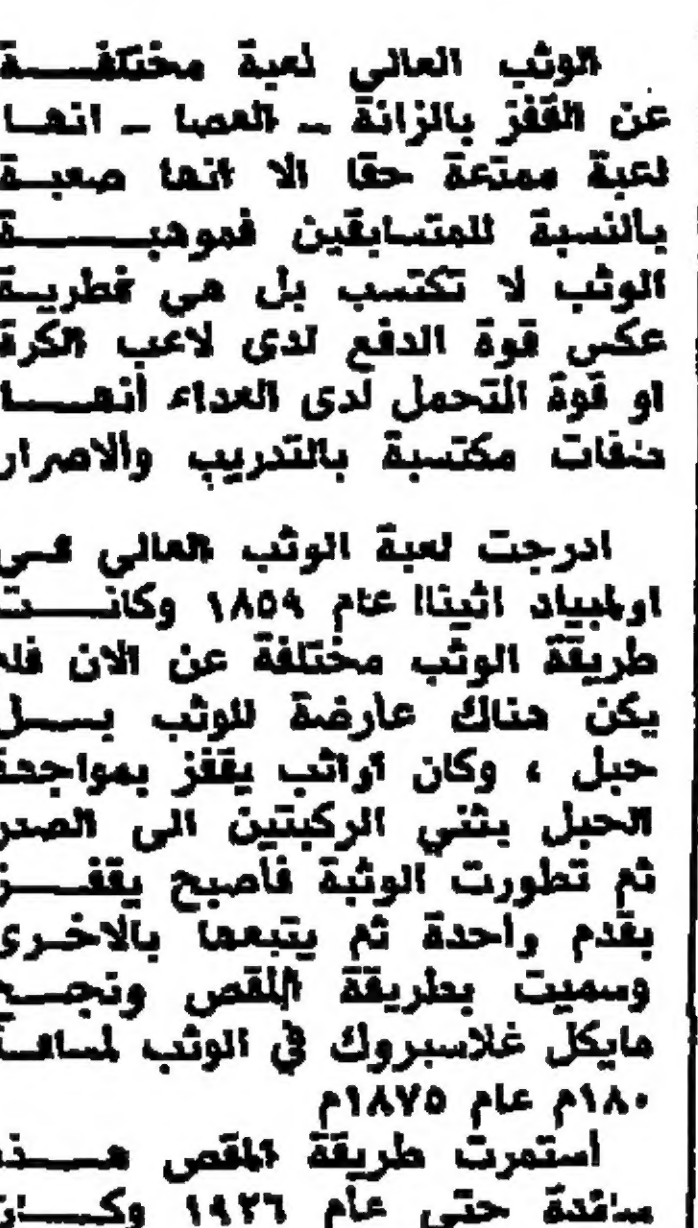 الوثب العالي لعبة مختلفة
عن القفز بالزانة - العصا - انها
لعبة ممتعة حقا الا انها صعبة
بالنسبة للمتسابقين فموهبة
الوثب لا تكتسب بل هي فطرية
عكس قوة الدفع لدى لاعب الكرة
او قوة التحمل لدى العداء أنها
صفات مكتسبة بالتدريب والاصرار
ادرجت لعبة الوثب العالي في
اولمبياد اثينا عام ١٨٥٩ وكانت
طريقة الوثب مختلفة عن الان فلم
يكن هناك عارضة للوثب بل
حبل ، وكان الواثب يقفز بمواجهة
الحبل بثني الركبتين الى الصدر
ثم تطورت الوثبة فأصبح يقفز
بقدم واحدة ثم يتبعها بالاخرى
وسميت بطريقة المقص ونجح
مايكل غلاسبروك في الوثب لمسافة
١٨٠م عام ١٨٧٥م
استمرت طريقة المقص هذه
سائدة حتى عام ١٩٢٦ وكان